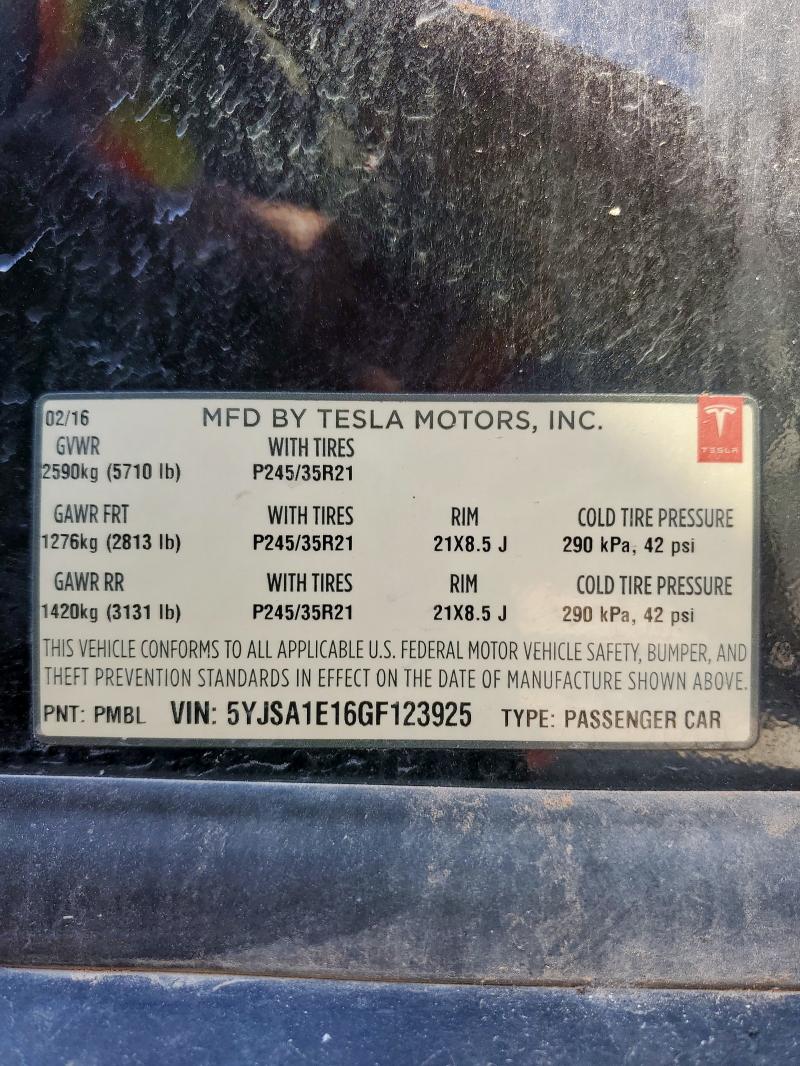 02/16 MFD BY TESLA MOTORS, INC. TESLA
GVWR WITH TIRES
2590kg (5710 lb) P245/35R21
GAWR FRT WITH TIRES RIM COLD TIRE PRESSURE
1276kg (2813 lb) P245/35R21 21X8.5 J 290 kPa, 42 psi
GAWR RR WITH TIRES RIM COLD TIRE PRESSURE
1420kg (3131 lb) P245/35R21 21X8.5 J 290 kPa, 42 psi
THIS VEHICLE CONFORMS TO ALL APPLICABLE U.S. FEDERAL MOTOR VEHICLE SAFETY, BUMPER, AND
THEFT PREVENTION STANDARDS IN EFFECT ON THE DATE OF MANUFACTURE SHOWN ABOVE.
PNT: PMBL VIN: 5YJSA1E16GF123925 TYPE: PASSENGER CAR